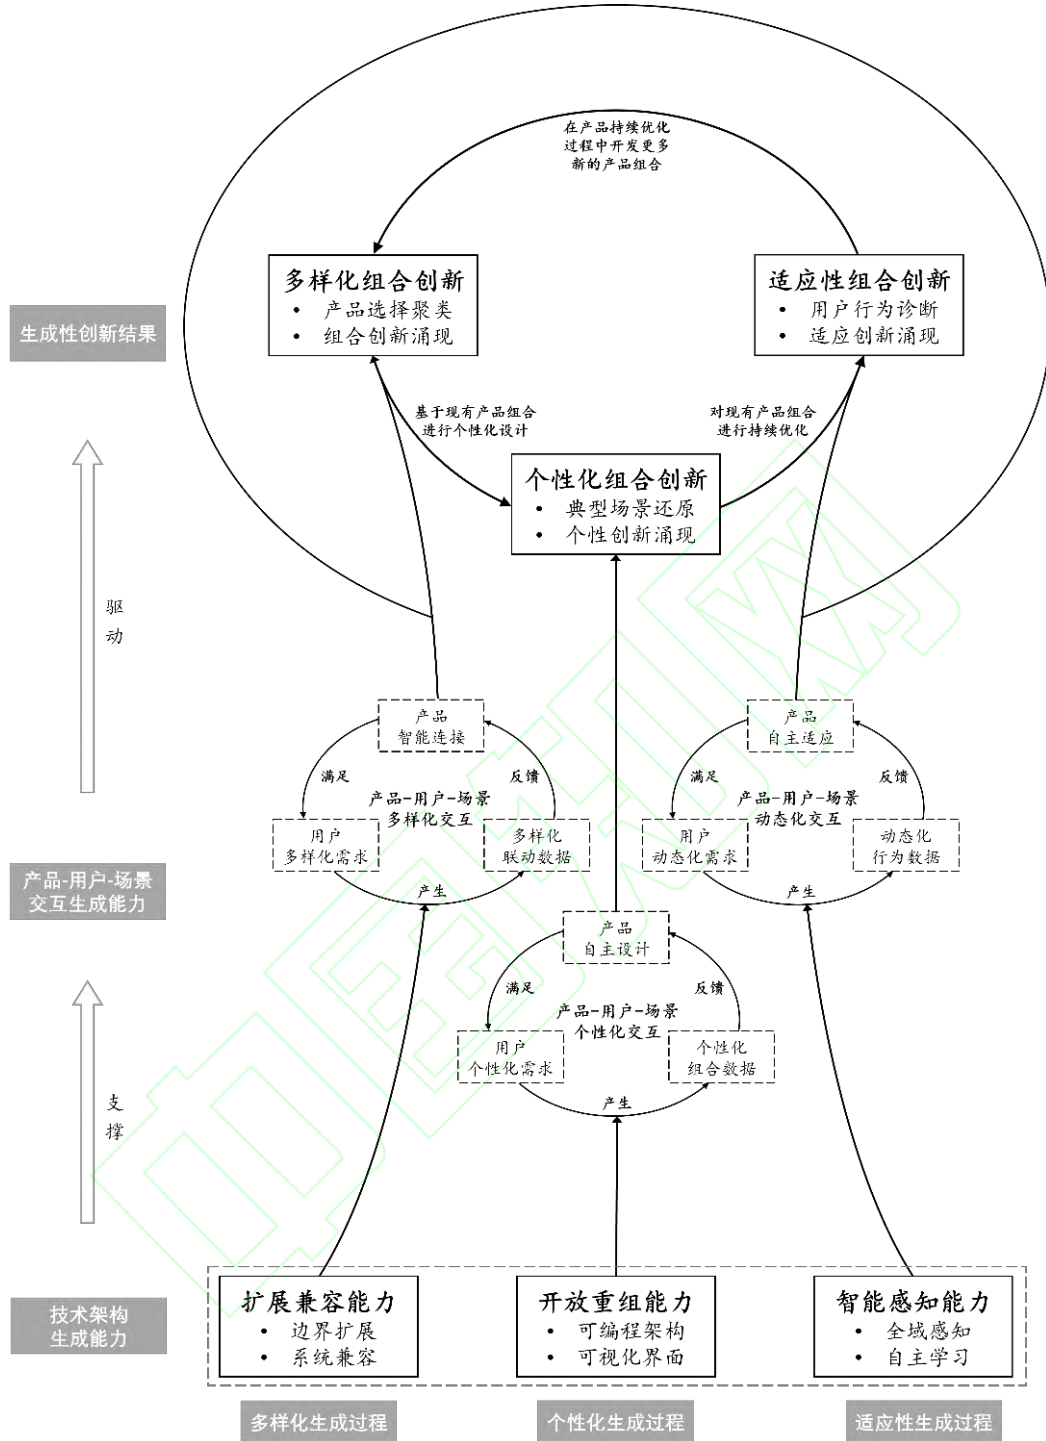 在产品持续优化
过程中开发更多
新的产品组合
多样化组合创新
• 产品选择聚类
• 组合创新涌现
适应性组合创新
• 用户行为诊断
• 适应创新涌现
生成性创新结果
基于现有产品组合
进行个性化设计
对现有产品组合
进行持续优化
个性化组合创新
• 典型场景还原
• 个性创新涌现
驱
动
产品
智能连接
满足
反馈
产品-用户-场景
多样化交互
用户
多样化需求
多样化
联动数据
产生
产品
自主适应
满足
反馈
产品-用户-场景
动态化交互
用户
动态化需求
动态化
行为数据
产生
产品-用户-场景
交互生成能力
产品
自主设计
满足
反馈
产品-用户-场景
个性化交互
用户
个性化需求
个性化
组合数据
产生
支
撑
技术架构
生成能力
扩展兼容能力
• 边界扩展
• 系统兼容
开放重组能力
• 可编程架构
• 可视化界面
智能感知能力
• 全域感知
• 自主学习
多样化生成过程
个性化生成过程
适应性生成过程
中国知网